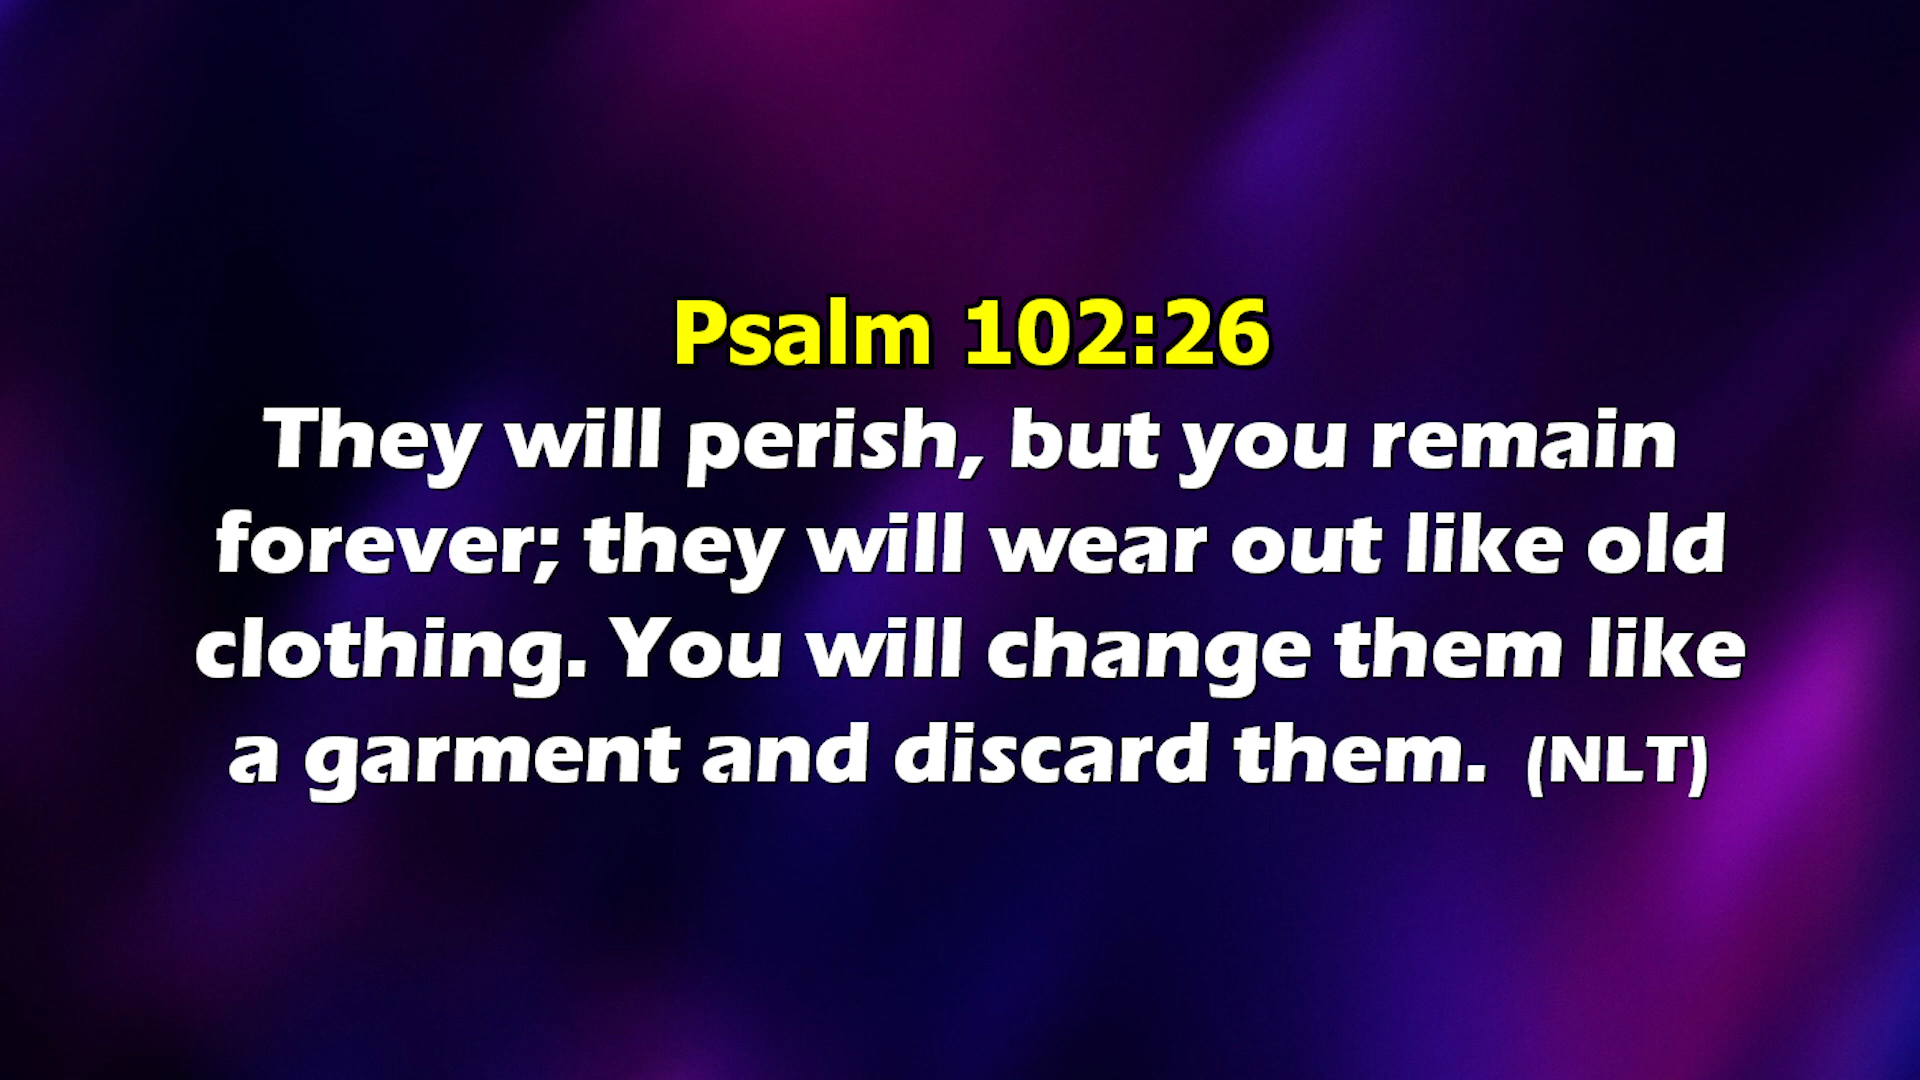 Psalm 102:26
They will perish, but you remain
forever; they will wear out like old
clothing. You will change them like
a garment and discard them. (NLT)